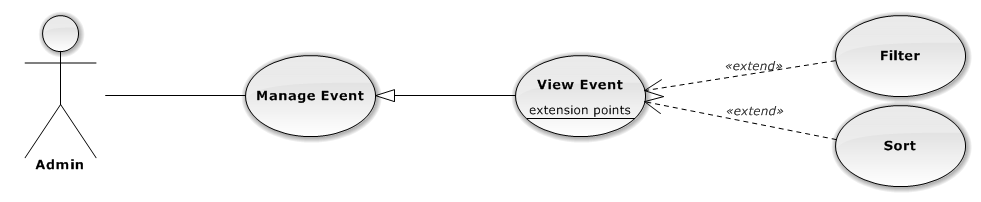 Admin
Manage Event
View Event
extension points
«extend»
«extend»
Filter
Sort